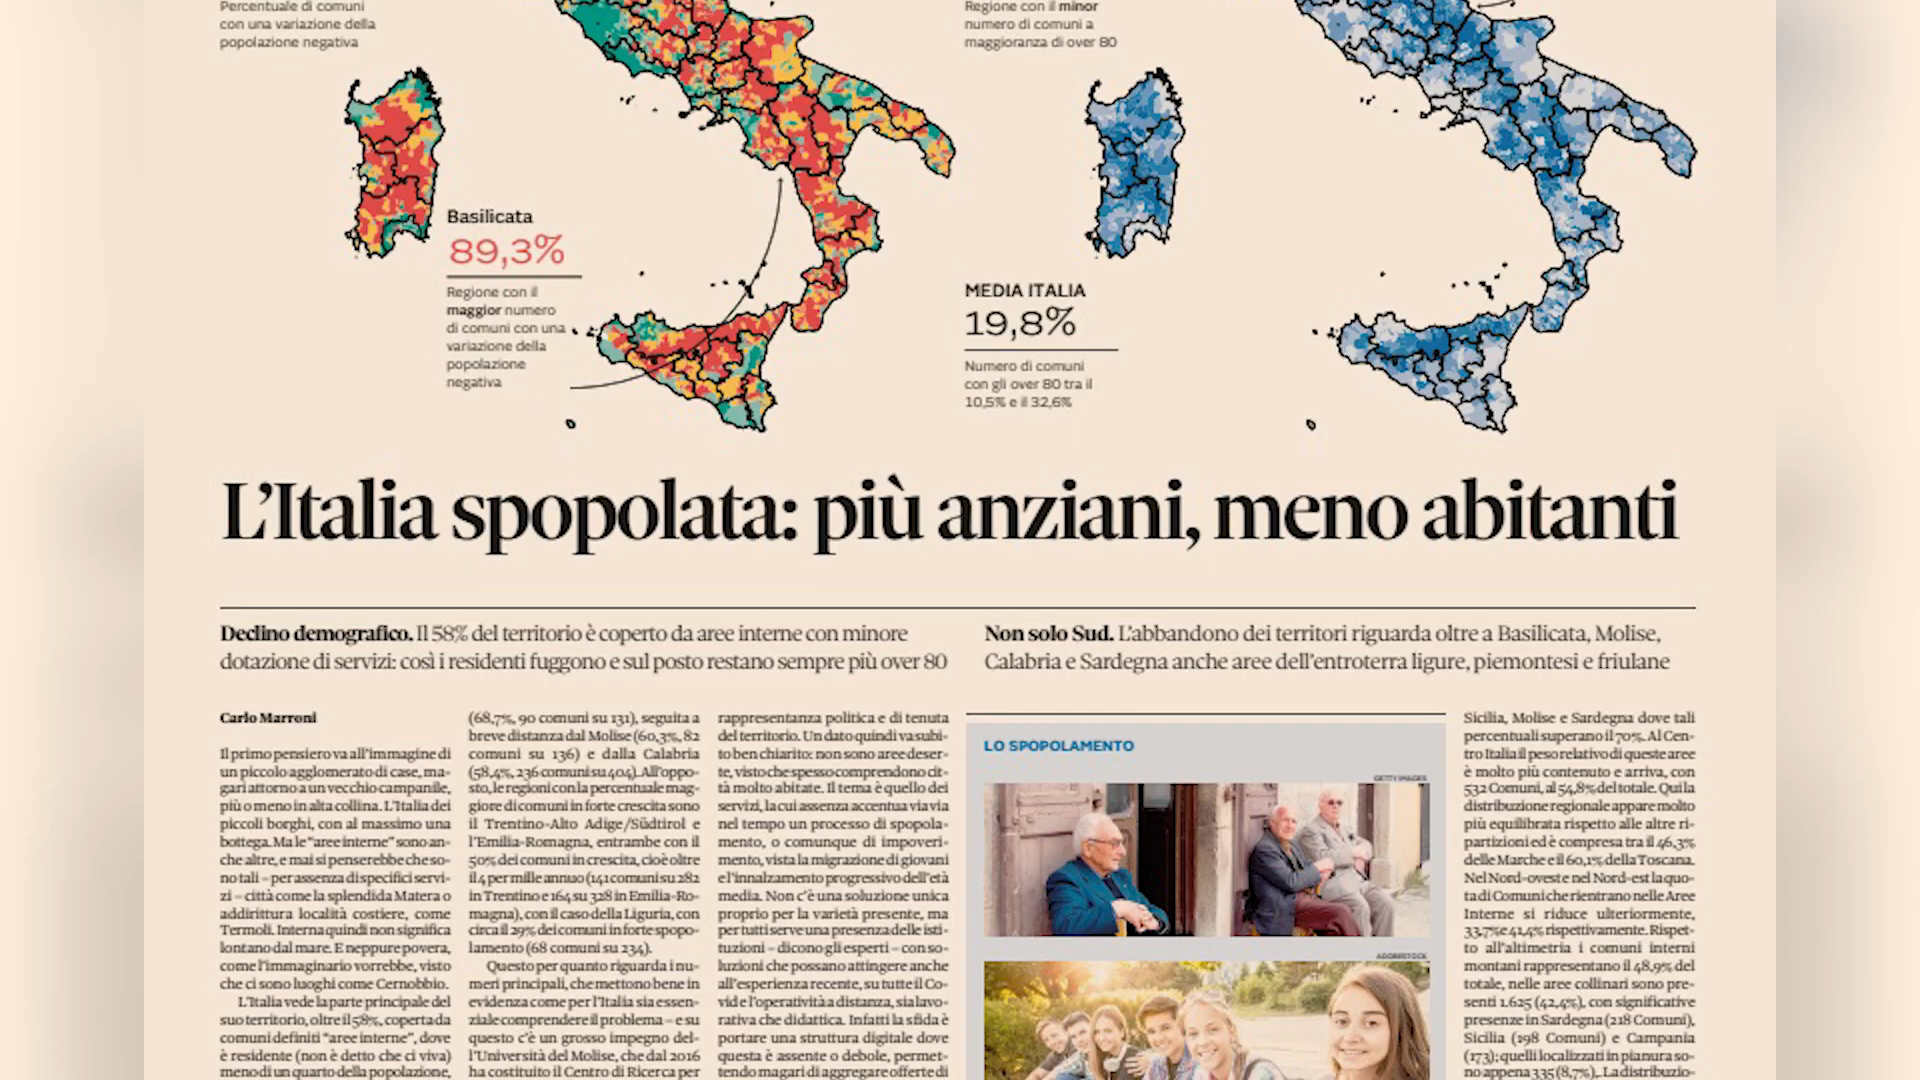 Percentuale di comuni
con una variazione della
popolazione negativa
Regione con il minor
numero di comuni a
maggioranza di over 80
Basilicata
89,3%
Regione con il
maggior numero
di comuni con una
variazione della
popolazione
negativa
MEDIA ITALIA
19,8%
Numero di comuni
con gli over 80 tra il
10,5% e il 32,6%
L'Italia spopolata: più anziani, meno abitanti
Declino demografico. Il 58% del territorio è coperto da aree interne con minore
dotazione di servizi: così i residenti fuggono e sul posto restano sempre più over 80
Non solo Sud. L'abbandono dei territori riguarda oltre a Basilicata, Molise,
Calabria e Sardegna anche aree dell'entroterra ligure, piemontesi e friulane
Carlo Marroni
Il primo pensiero va all'immagine di
un piccolo agglomerato di case, ma-
gari attorno a un vecchio campanile,
più o meno in alta collina. L'Italia dei
piccoli borghi, con al massimo una
bottega. Ma le "aree interne" sono an-
che altre, e mai si penserebbe che so-
no tali – per assenza di specifici servi-
zi – città come la splendida Matera o
addirittura località costiere, come
Termoli. Interna quindi non significa
lontano dal mare. E neppure povera,
come l'immaginario vorrebbe, visto
che ci sono luoghi come Cernobbio.
L'Italia vede la parte principale del
suo territorio, oltre il 58%, coperta da
comuni definiti "aree interne", dove
è residente (non è detto che ci viva)
meno di un quarto della popolazione,
(68,7%, 90 comuni su 131), seguita a
breve distanza dal Molise (60,3%, 82
comuni su 136) e dalla Calabria
(58,4%, 236 comuni su 404). All'oppo-
sto, le regioni con la percentuale mag-
giore di comuni in forte crescita sono
il Trentino-Alto Adige/Südtirol e
l'Emilia-Romagna, entrambe con il
50% dei comuni in crescita, cioè oltre
il 4 per mille annuo (141 comuni su 282
in Trentino e 164 su 328 in Emilia-Ro-
magna), con il caso della Liguria, con
circa il 29% dei comuni in forte spopo-
lamento (68 comuni su 234).
Questo per quanto riguarda i nu-
meri principali, che mettono bene in
evidenza come per l'Italia sia essen-
ziale comprendere il problema – e su
questo c'è un grosso impegno del-
l'Università del Molise, che dal 2016
ha costituito il Centro di Ricerca per
rappresentanza politica e di tenuta
del territorio. Un dato quindi va subi-
to ben chiarito: non sono aree deser-
te, visto che spesso comprendono cit-
tà molto abitate. Il tema è quello dei
servizi, la cui assenza accentua via via
nel tempo un processo di spopola-
mento, o comunque di impoveri-
mento, vista la migrazione di giovani
e l'innalzamento progressivo dell'età
media. Non c'è una soluzione unica
proprio per la varietà presente, ma
per tutti serve una presenza delle isti-
tuzioni – dicono gli esperti – con so-
luzioni che possano attingere anche
all'esperienza recente, su tutte il Co-
vid e l'operatività a distanza, sia lavo-
rativa che didattica. Infatti la sfida è
portare una struttura digitale dove
questa è assente o debole, permet-
tendo magari di aggregare offerte di
LO SPOPOLAMENTO
GETTY IMAGES
ADOBESTOCK
Sicilia, Molise e Sardegna dove tali
percentuali superano il 70%. Al Cen-
tro Italia il peso relativo di queste aree
è molto più contenuto e arriva, con
532 Comuni, al 54,8% del totale. Qui la
distribuzione regionale appare molto
più equilibrata rispetto alle altre ri-
partizioni ed è compresa tra il 46,3%
delle Marche e il 60,1% della Toscana.
Nel Nord-ovest e nel Nord-est la quo-
ta di Comuni che rientrano nelle Aree
Interne si riduce ulteriormente,
33,7% e 41,4% rispettivamente. Rispet-
to all'altimetria i comuni interni
montani rappresentano il 48,9% del
totale, nelle aree collinari sono pre-
senti 1.625 (42,4%), con significative
presenze in Sardegna (218 Comuni),
Sicilia (198 Comuni) e Campania
(173); quelli localizzati in pianura so-
no appena 335 (8,7%),. La distribuzio-